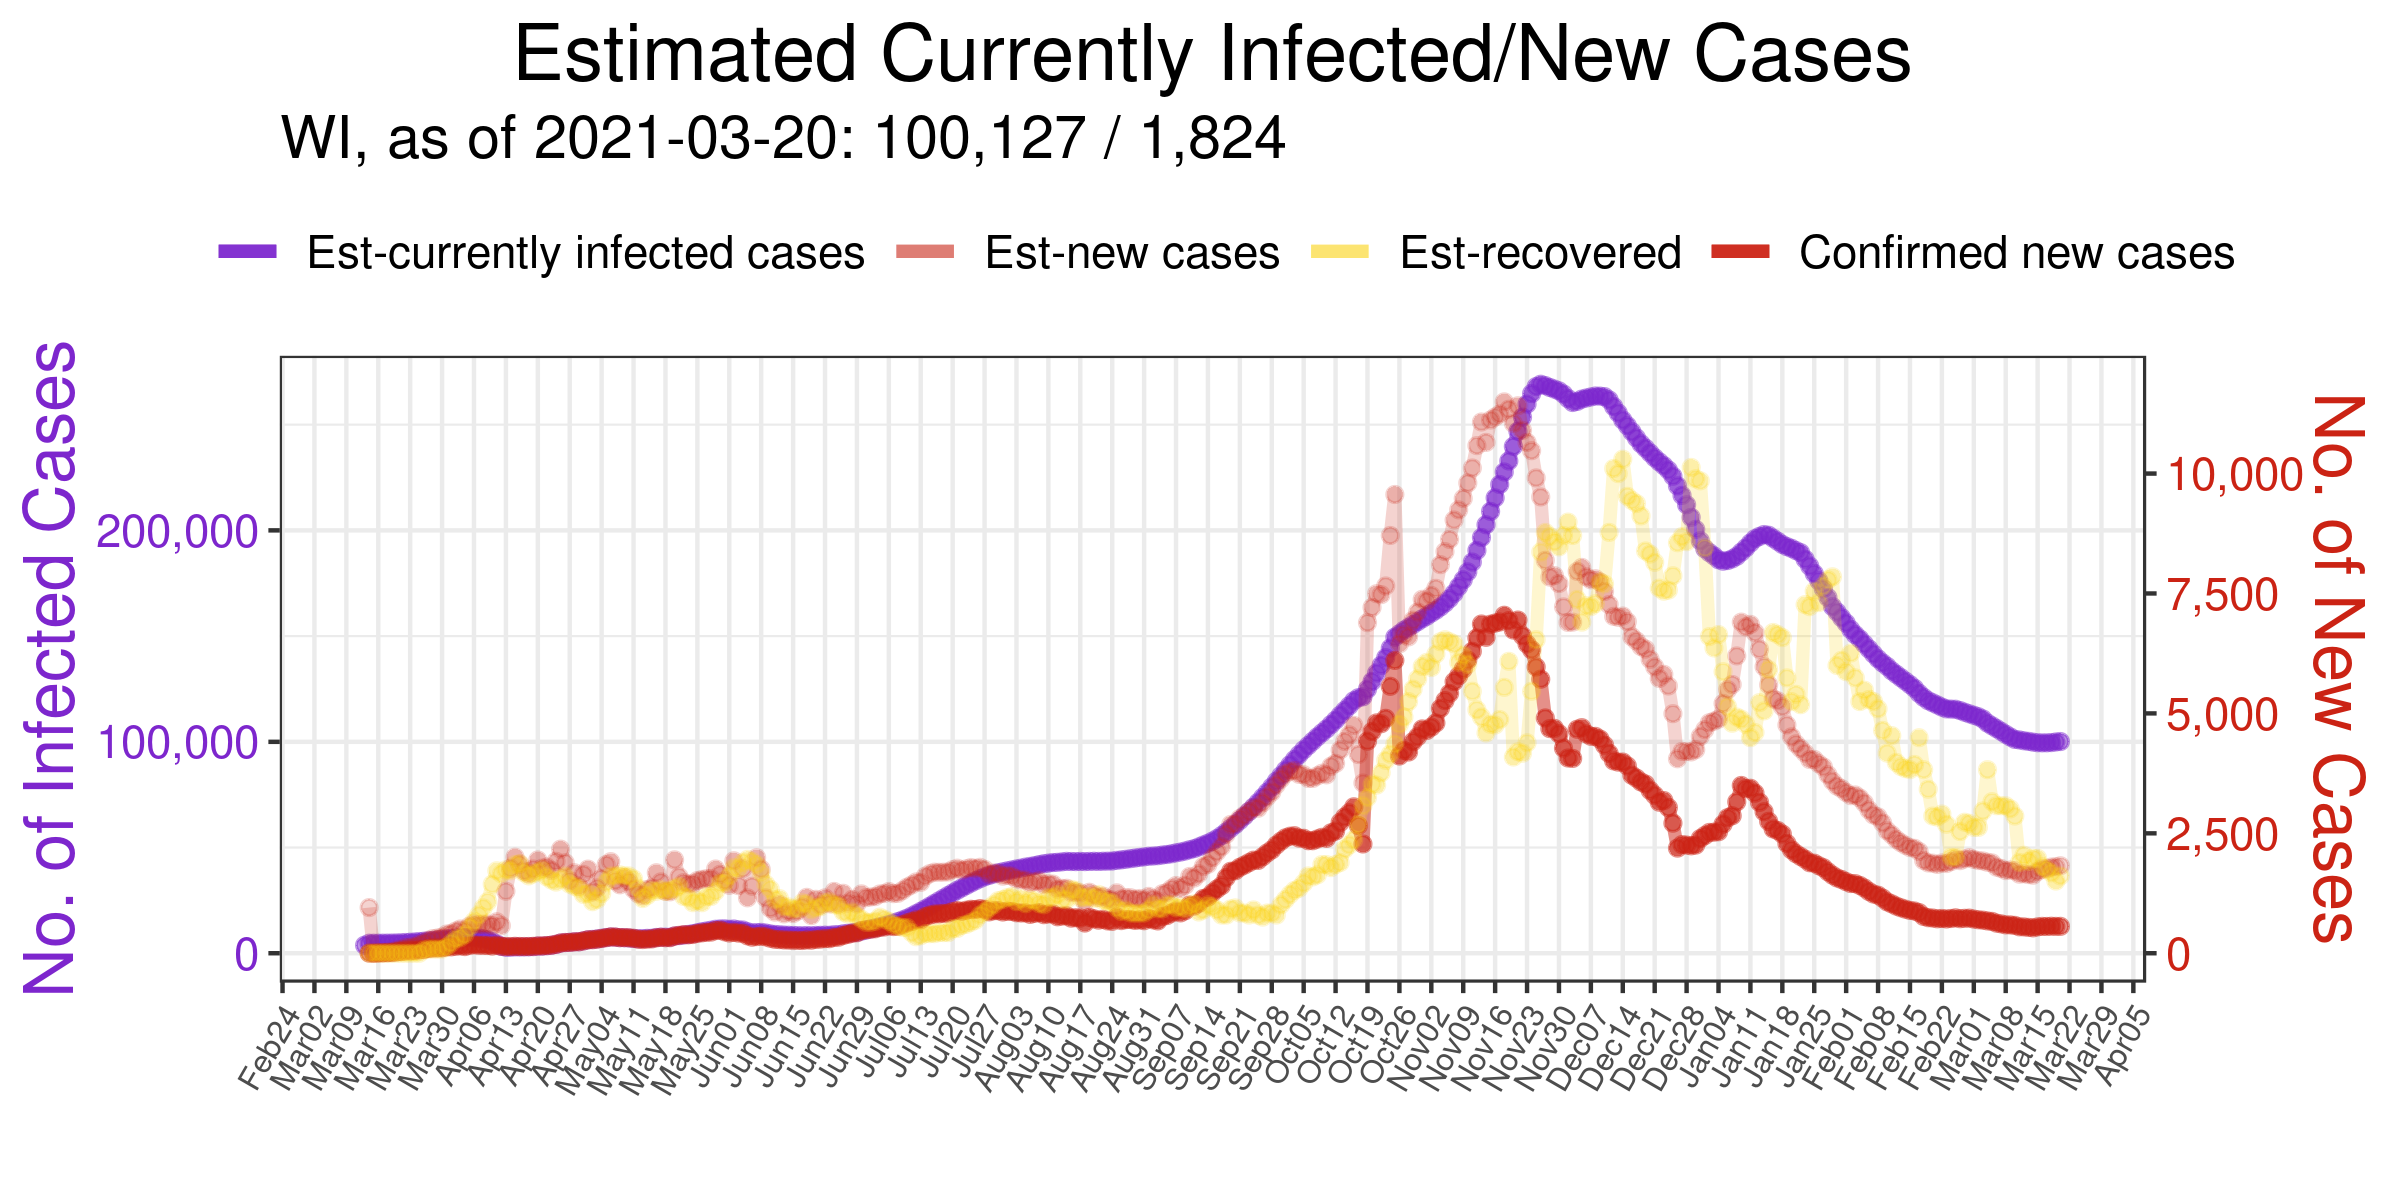 Estimated Currently Infected/New Cases
WI, as of 2021-03-20: 100,127 / 1,824
Est-currently infected cases Est-new cases Est-recovered Confirmed new cases
No. of Infected Cases
200,000
100,000
0
10,000
7,500
5,000
2,500
0
No. of New Cases
Feb24 Mar02 Mar09 Mar16 Mar23 Mar30 Apr06 Apr13 Apr20 Apr27 May04 May11 May18 May25 Jun01 Jun08 Jun15 Jun22 Jun29 Jul06 Jul13 Jul20 Jul27 Aug03 Aug10 Aug17 Aug24 Aug31 Sep07 Sep14 Sep21 Sep28 Oct05 Oct12 Oct19 Oct26 Nov02 Nov09 Nov16 Nov23 Nov30 Dec07 Dec14 Dec21 Dec28 Jan04 Jan11 Jan18 Jan25 Feb01 Feb08 Feb15 Feb22 Mar01 Mar08 Mar15 Mar22 Mar29 Apr05